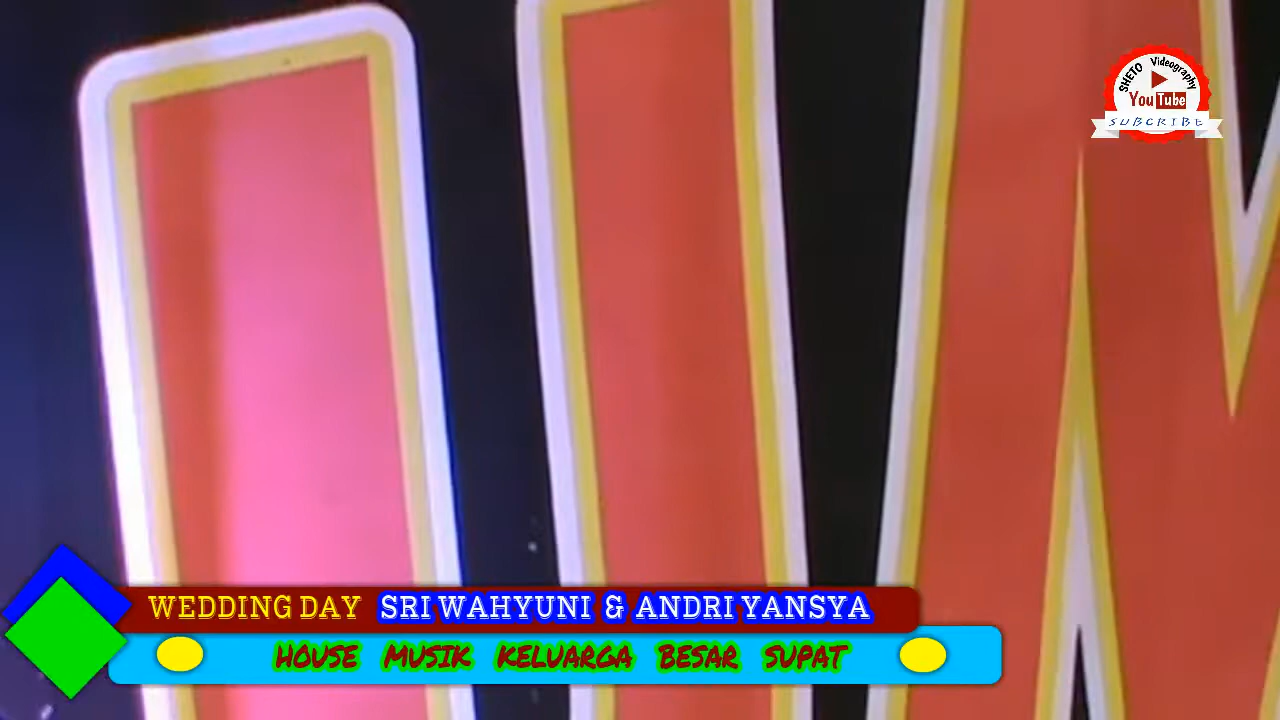 SHETO Videography
YouTube
SUBCRIBE
WEDDING DAY SRI WAHYUNI & ANDRI YANSYA
HOUSE MUSIK KELUARGA BESAR SUPAT